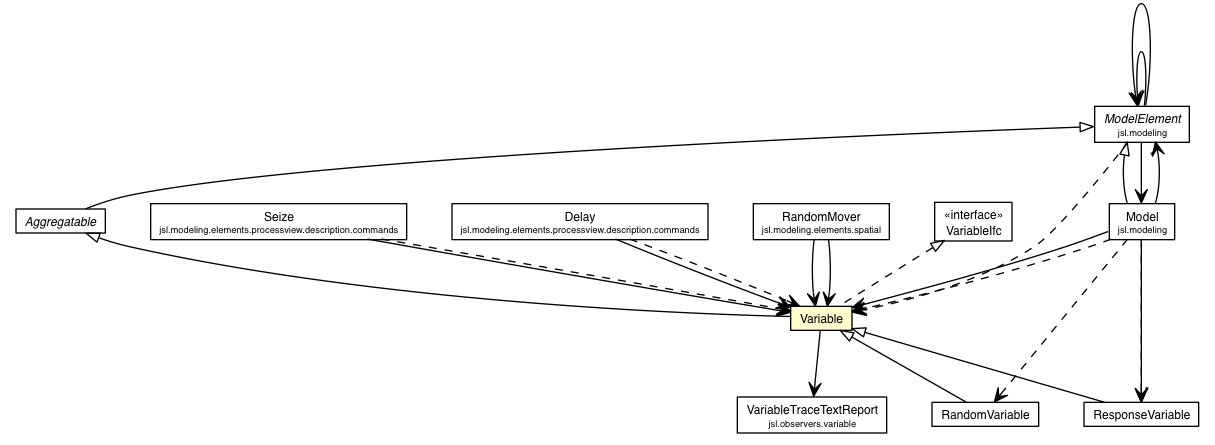 ModelElement
jsl.modeling
Aggregatable
Seize
jsl.modeling.elements.processview.description.commands
Delay
jsl.modeling.elements.processview.description.commands
RandomMover
jsl.modeling.elements.spatial
«interface»
VariableIfc
Model
jsl.modeling
Variable
VariableTraceTextReport
jsl.observers.variable
RandomVariable
ResponseVariable